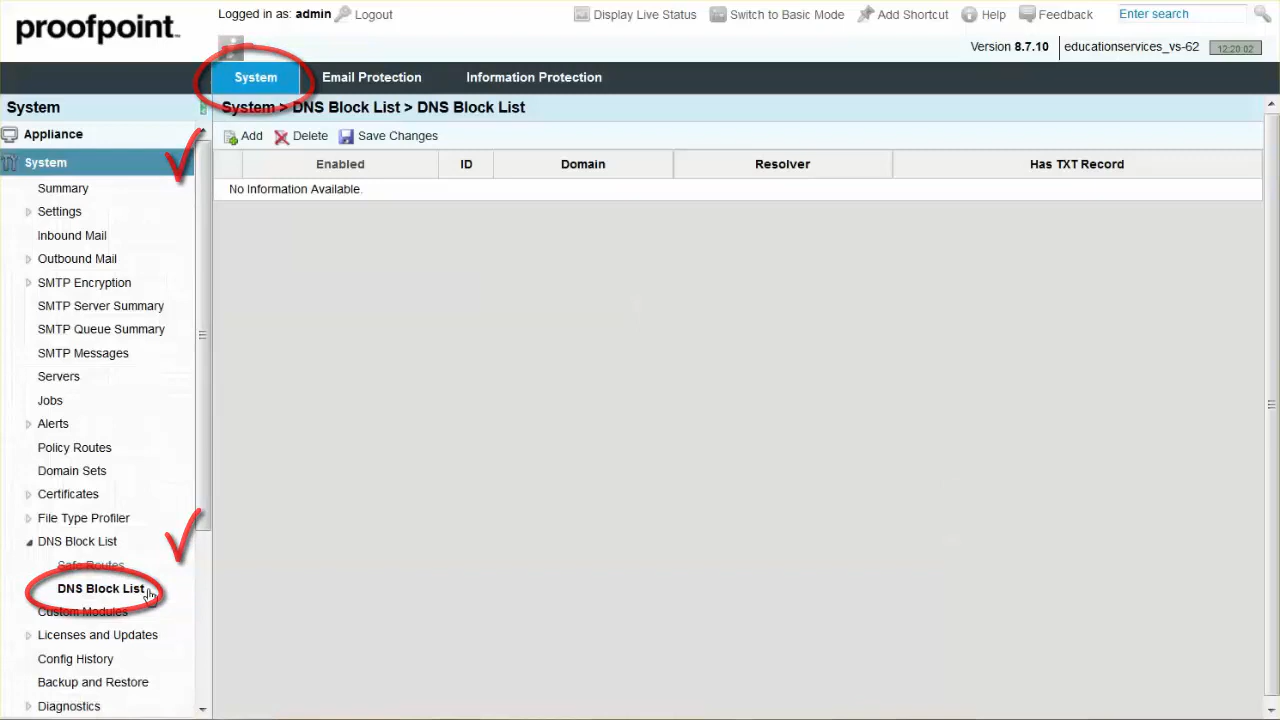 proofpoint
Logged in as: admin Logout Display Live Status Switch to Basic Mode Add Shortcut Help Feedback Enter search
Version 8.7.10 educationservices_vs-62 12:20:02
System Email Protection Information Protection
System
System > DNS Block List > DNS Block List
Appliance
Add Delete Save Changes
System
Enabled ID Domain Resolver Has TXT Record
Summary
No Information Available.
Settings
Inbound Mail
Outbound Mail
SMTP Encryption
SMTP Server Summary
SMTP Queue Summary
SMTP Messages
Servers
Jobs
Alerts
Policy Routes
Domain Sets
Certificates
File Type Profiler
DNS Block List
Safe Routes
DNS Block List
Custom Modules
Licenses and Updates
Config History
Backup and Restore
Diagnostics